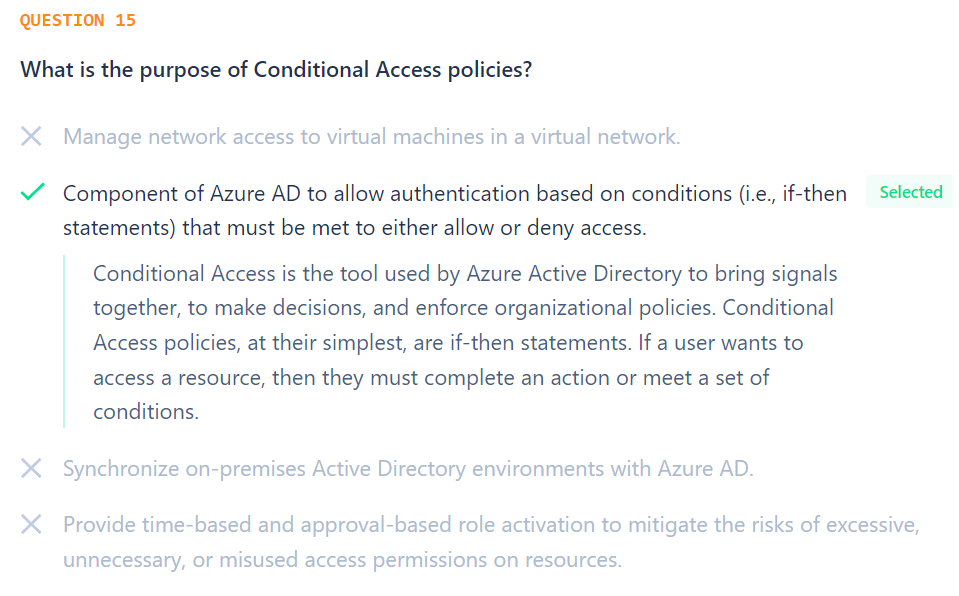 QUESTION 15
What is the purpose of Conditional Access policies?
Manage network access to virtual machines in a virtual network.
Component of Azure AD to allow authentication based on conditions (i.e., if-then
Selected
statements) that must be met to either allow or deny access.
Conditional Access is the tool used by Azure Active Directory to bring signals
together, to make decisions, and enforce organizational policies. Conditional
Access policies, at their simplest, are if-then statements. If a user wants to
access a resource, then they must complete an action or meet a set of
conditions.
Synchronize on-premises Active Directory environments with Azure AD.
Provide time-based and approval-based role activation to mitigate the risks of excessive,
unnecessary, or misused access permissions on resources.